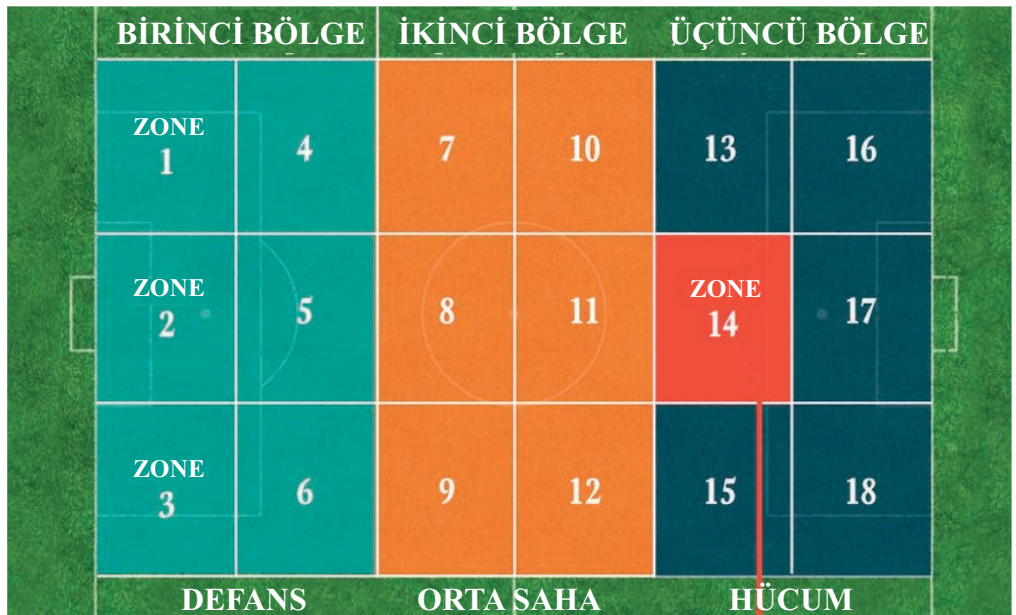 BİRİNCİ BÖLGE İKİNCİ BÖLGE ÜÇÜNCÜ BÖLGE
ZONE
1 4 7 10 13 16
ZONE ZONE
2 5 8 11 14 17
ZONE
3 6 9 12 15 18
DEFANS ORTA SAHA HÜCUM